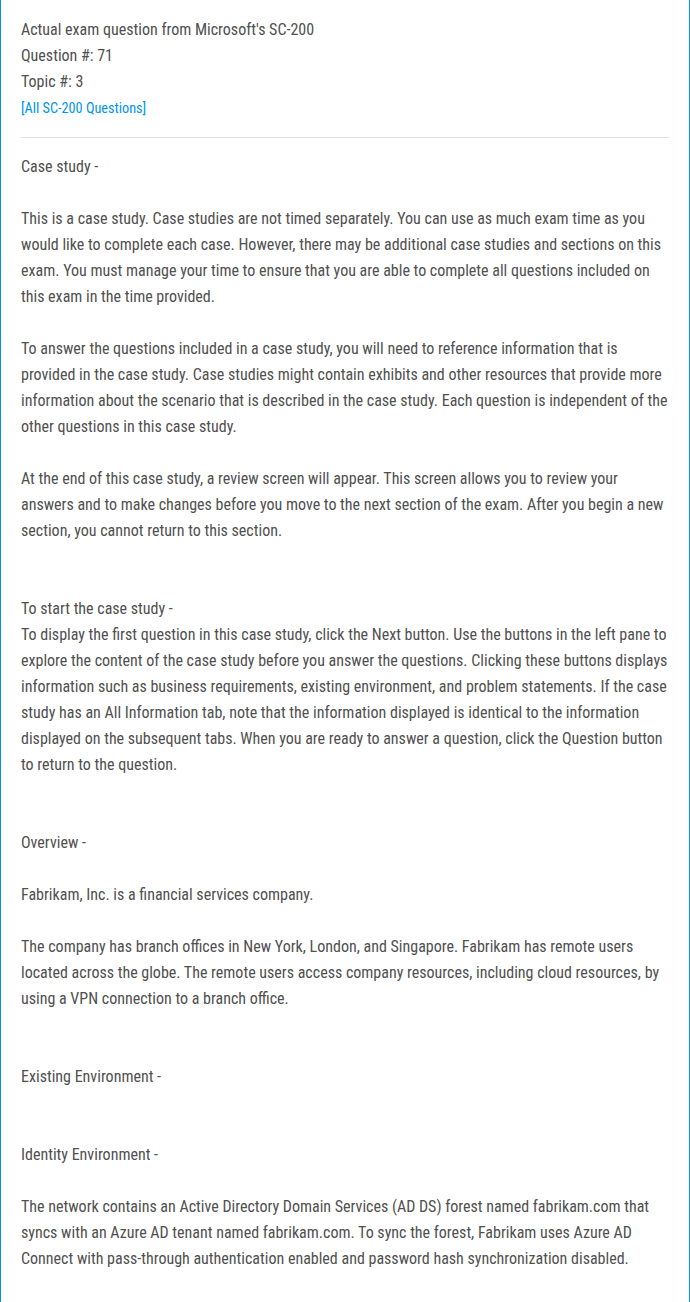 Actual exam question from Microsoft's SC-200
Question #: 71
Topic #: 3
[All SC-200 Questions]
Case study -
This is a case study. Case studies are not timed separately. You can use as much exam time as you
would like to complete each case. However, there may be additional case studies and sections on this
exam. You must manage your time to ensure that you are able to complete all questions included on
this exam in the time provided.
To answer the questions included in a case study, you will need to reference information that is
provided in the case study. Case studies might contain exhibits and other resources that provide more
information about the scenario that is described in the case study. Each question is independent of the
other questions in this case study.
At the end of this case study, a review screen will appear. This screen allows you to review your
answers and to make changes before you move to the next section of the exam. After you begin a new
section, you cannot return to this section.
To start the case study -
To display the first question in this case study, click the Next button. Use the buttons in the left pane to
explore the content of the case study before you answer the questions. Clicking these buttons displays
information such as business requirements, existing environment, and problem statements. If the case
study has an All Information tab, note that the information displayed is identical to the information
displayed on the subsequent tabs. When you are ready to answer a question, click the Question button
to return to the question.
Overview -
Fabrikam, Inc. is a financial services company.
The company has branch offices in New York, London, and Singapore. Fabrikam has remote users
located across the globe. The remote users access company resources, including cloud resources, by
using a VPN connection to a branch office.
Existing Environment -
Identity Environment -
The network contains an Active Directory Domain Services (AD DS) forest named fabrikam.com that
syncs with an Azure AD tenant named fabrikam.com. To sync the forest, Fabrikam uses Azure AD
Connect with pass-through authentication enabled and password hash synchronization disabled.